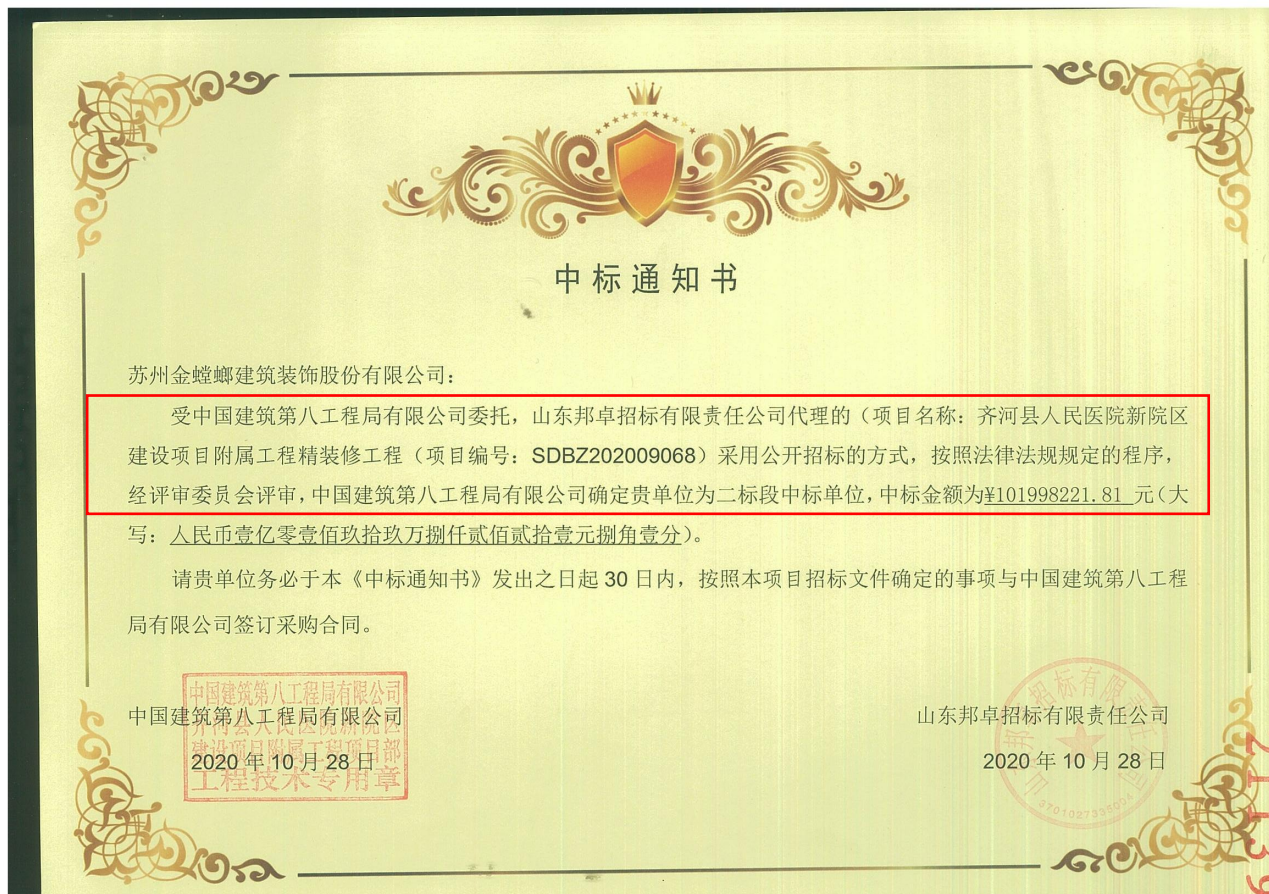 中标通知书
苏州金螳螂建筑装饰股份有限公司：
受中国建筑第八工程局有限公司委托，山东邦卓招标有限责任公司代理的（项目名称：齐河县人民医院新院区
建设项目附属工程精装修工程（项目编号：SDBZ202009068）采用公开招标的方式，按照法律法规规定的程序，
经评审委员会评审，中国建筑第八工程局有限公司确定贵单位为二标段中标单位，中标金额为¥101998221.81 元（大
写：人民币壹亿零壹佰玖拾玖万捌仟贰佰贰拾壹元捌角壹分）。
请贵单位务必于本《中标通知书》发出之日起 30 日内，按照本项目招标文件确定的事项与中国建筑第八工程
局有限公司签订采购合同。
中国建筑第八工程局有限公司
2020 年 10 月 28 日
中国建筑第八工程局有限公司
齐河县人民医院新院区
建设项目附属工程项目部
工程技术专用章
山东邦卓招标有限责任公司
2020 年 10 月 28 日
山东邦卓招标有限责任公司